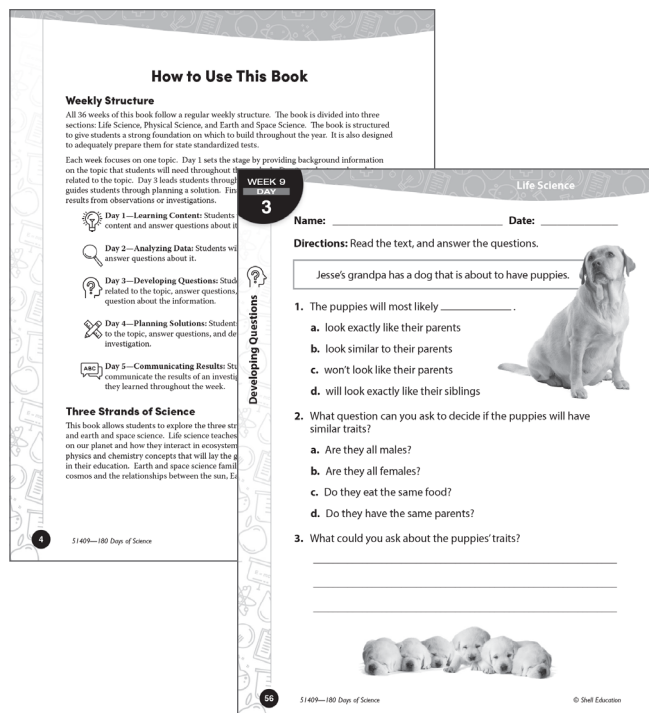 How to Use This Book
Weekly Structure
All 36 weeks of this book follow a regular weekly structure. The book is divided into three
sections: Life Science, Physical Science, and Earth and Space Science. The book is structured
to give students a strong foundation on which to build throughout the year. It is also designed
to adequately prepare them for state standardized tests.
Each week focuses on one topic. Day 1 sets the stage by providing background information
on the topic that students will need throughout
related to the topic. Day 3 leads students through
guides students through planning a solution.
results from observations or investigations.
Day 1—Learning Content: Students
content and answer questions about it
Day 2—Analyzing Data: Students
answer questions about it.
Day 3—Developing Questions:
related to the topic, answer questions,
question about the information.
Day 4—Planning Solutions:
to the topic, answer questions, and
investigation.
ABC
Day 5—Communicating Results:
communicate the results of an
they learned throughout the week.
Three Strands of Science
This book allows students to explore the three
and earth and space science. Life science teaches
on our planet and how they interact in
physics and chemistry concepts that will lay the
in their education. Earth and space science
cosmos and the relationships between the sun,
4
51409—180 Days of Science
WEEK 9
DAY
3
Life Science
Name:
Date:
Directions: Read the text, and answer the questions.
Developing Questions
Jesse's grandpa has a dog that is about to have puppies.
1. The puppies will most likely ____________ .
a. look exactly like their parents
b. look similar to their parents
c. won't look like their parents
d. will look exactly like their siblings
2. What question can you ask to decide if the puppies will have
similar traits?
a. Are they all males?
b. Are they all females?
c. Do they eat the same food?
d. Do they have the same parents?
3. What could you ask about the puppies' traits?
56
51409—180 Days of Science
© Shell Education